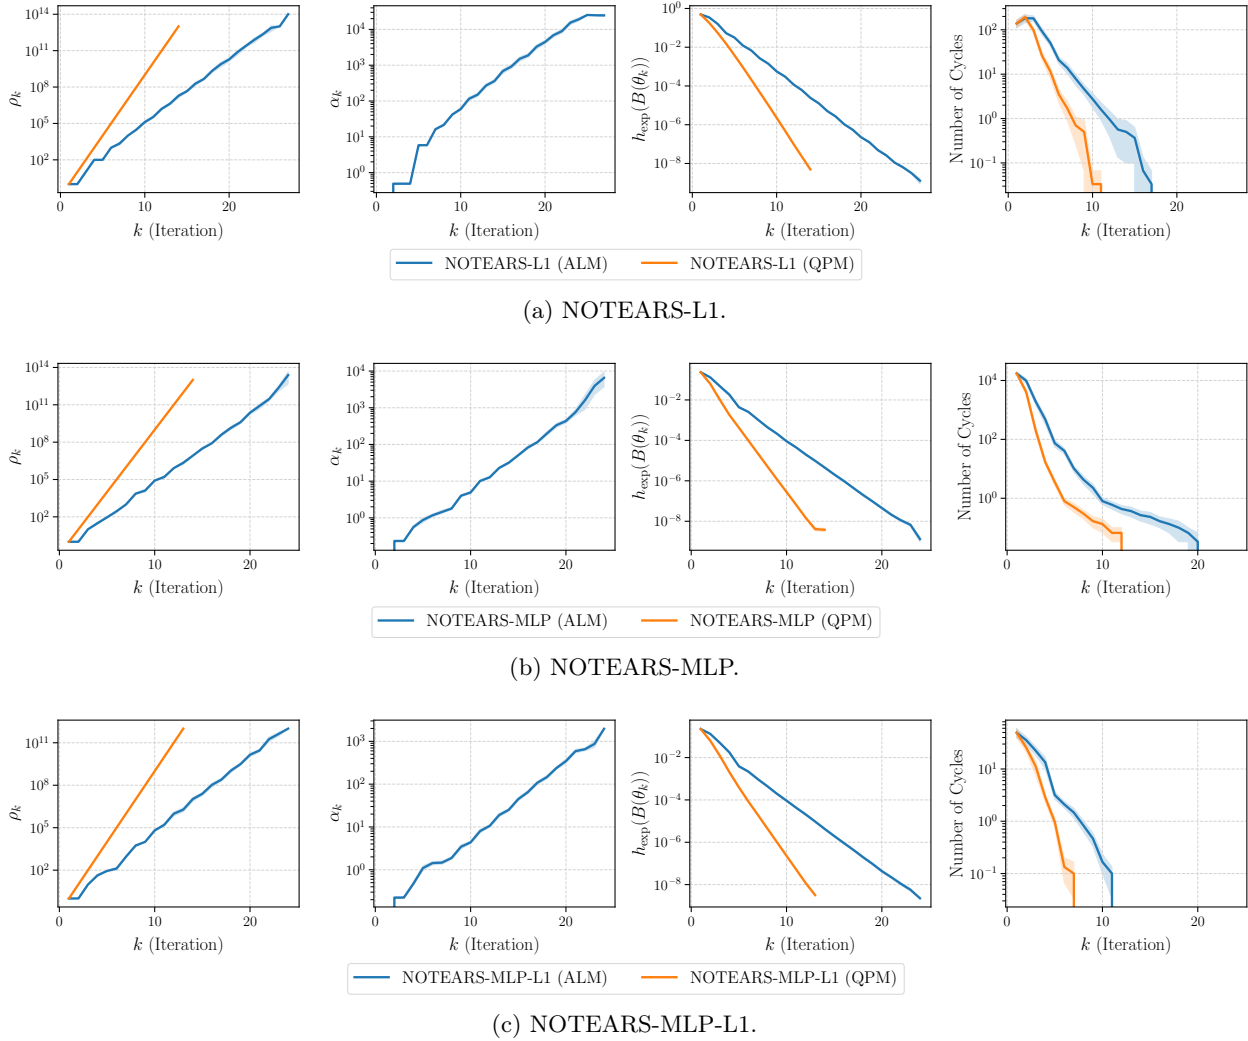 10^14
10^11
10^8
10^5
10^2
ρ_k
0
10
20
k (Iteration)
10^4
10^3
10^2
10^1
10^0
α_k
0
10
20
k (Iteration)
10^0
10^-2
10^-4
10^-6
10^-8
h_exp(B(θ_k))
0
10
20
k (Iteration)
10^2
10^1
10^0
10^-1
Number of Cycles
0
10
20
k (Iteration)
NOTEARS-L1 (ALM)
NOTEARS-L1 (QPM)
(a) NOTEARS-L1.
10^14
10^11
10^8
10^5
10^2
ρ_k
0
10
20
k (Iteration)
10^4
10^3
10^2
10^1
10^0
α_k
0
10
20
k (Iteration)
10^-2
10^-4
10^-6
10^-8
h_exp(B(θ_k))
0
10
20
k (Iteration)
10^4
10^2
10^0
Number of Cycles
0
10
20
k (Iteration)
NOTEARS-MLP (ALM)
NOTEARS-MLP (QPM)
(b) NOTEARS-MLP.
10^11
10^8
10^5
10^2
ρ_k
0
10
20
k (Iteration)
10^3
10^2
10^1
10^0
α_k
0
10
20
k (Iteration)
10^-2
10^-4
10^-6
10^-8
h_exp(B(θ_k))
0
10
20
k (Iteration)
10^1
10^0
10^-1
Number of Cycles
0
10
20
k (Iteration)
NOTEARS-MLP-L1 (ALM)
NOTEARS-MLP-L1 (QPM)
(c) NOTEARS-MLP-L1.